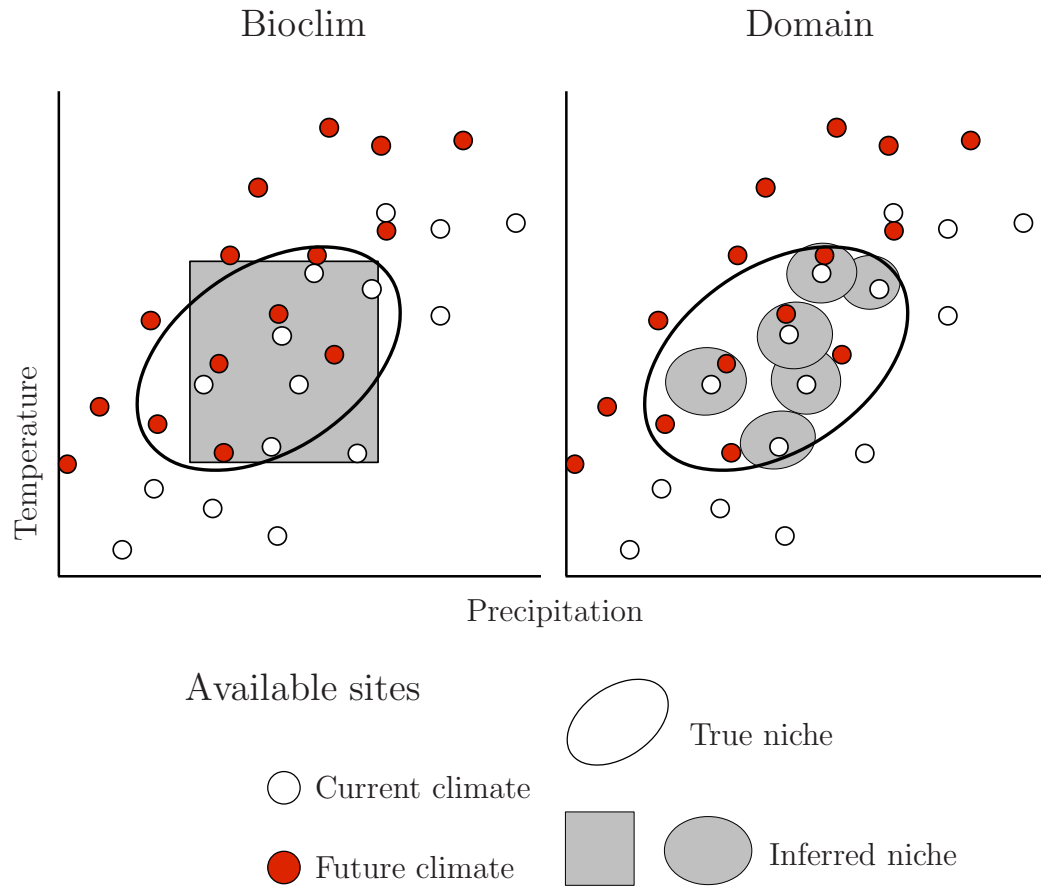 Bioclim
Domain
Temperature
Precipitation
Available sites
True niche
Current climate
Future climate
Inferred niche